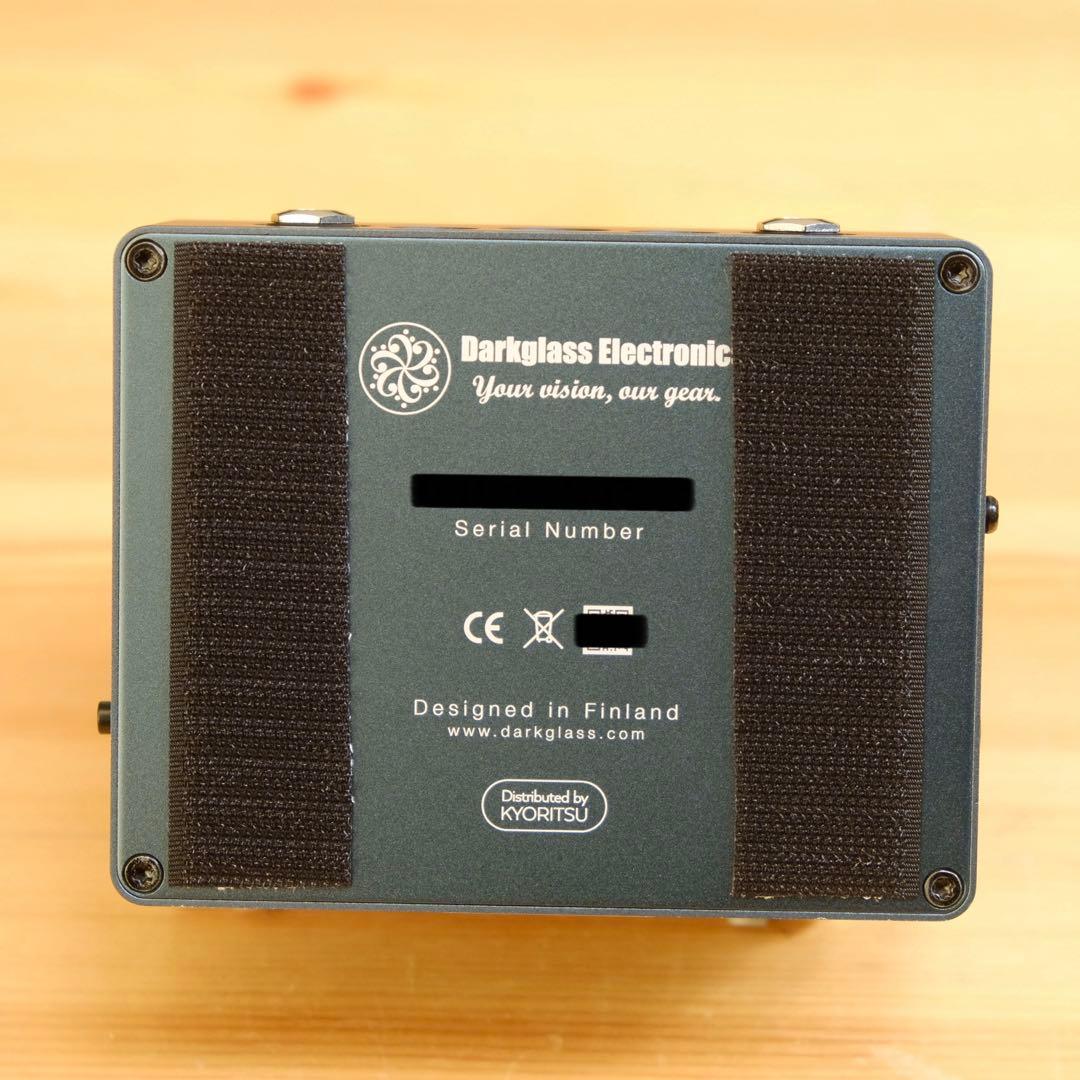 Darkglass Electronic
Your vision, our gear.
Serial Number
CE
Designed in Finland
www.darkglass.com
Distributed by
KYORITSU